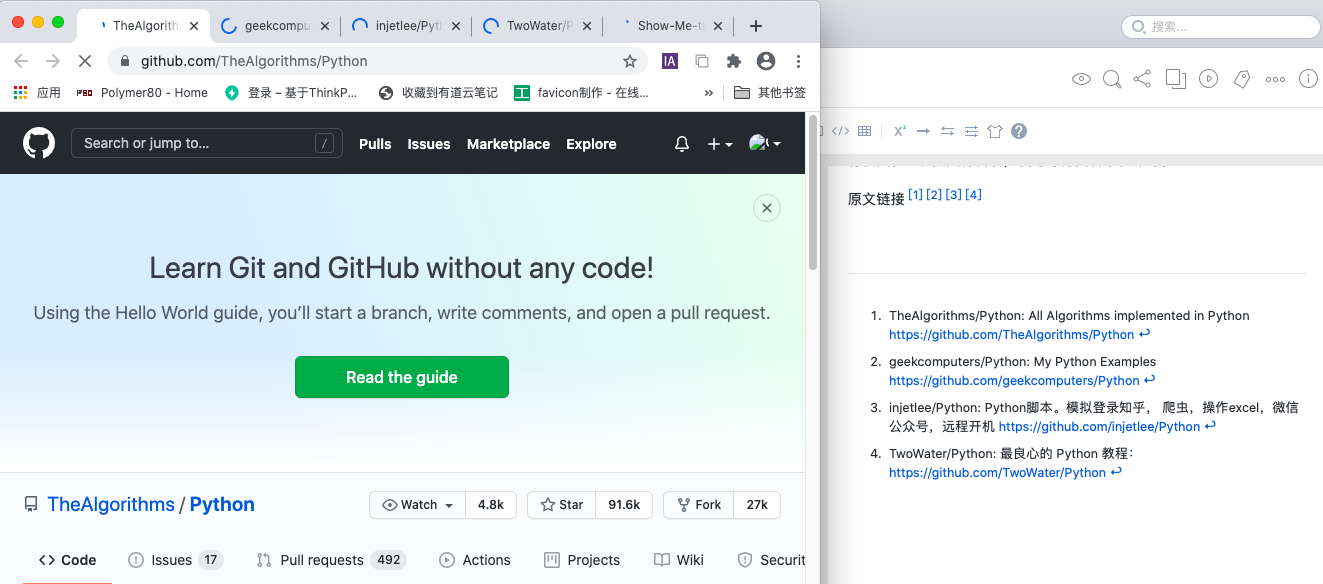 TheAlgorith
geekcompu
injetlee/Pyt
TwoWater/P
Show-Me-t
github.com/TheAlgorithms/Python
IA
应用
Polymer80 - Home
登录 – 基于ThinkP...
收藏到有道云笔记
favicon制作 - 在线...
»
其他书签
Search or jump to...
/
Pulls
Issues
Marketplace
Explore
Learn Git and GitHub without any code!
Using the Hello World guide, you’ll start a branch, write comments, and open a pull request.
Read the guide
TheAlgorithms / Python
Watch
4.8k
Star
91.6k
Fork
27k
Code
Issues 17
Pull requests 492
Actions
Projects
Wiki
Securit
搜索...
原文链接 [1] [2] [3] [4]
1. TheAlgorithms/Python: All Algorithms implemented in Python
https://github.com/TheAlgorithms/Python ↩
2. geekcomputers/Python: My Python Examples
https://github.com/geekcomputers/Python ↩
3. injetlee/Python: Python脚本。模拟登录知乎， 爬虫，操作excel，微信
公众号，远程开机 https://github.com/injetlee/Python ↩
4. TwoWater/Python: 最良心的 Python 教程：
https://github.com/TwoWater/Python ↩